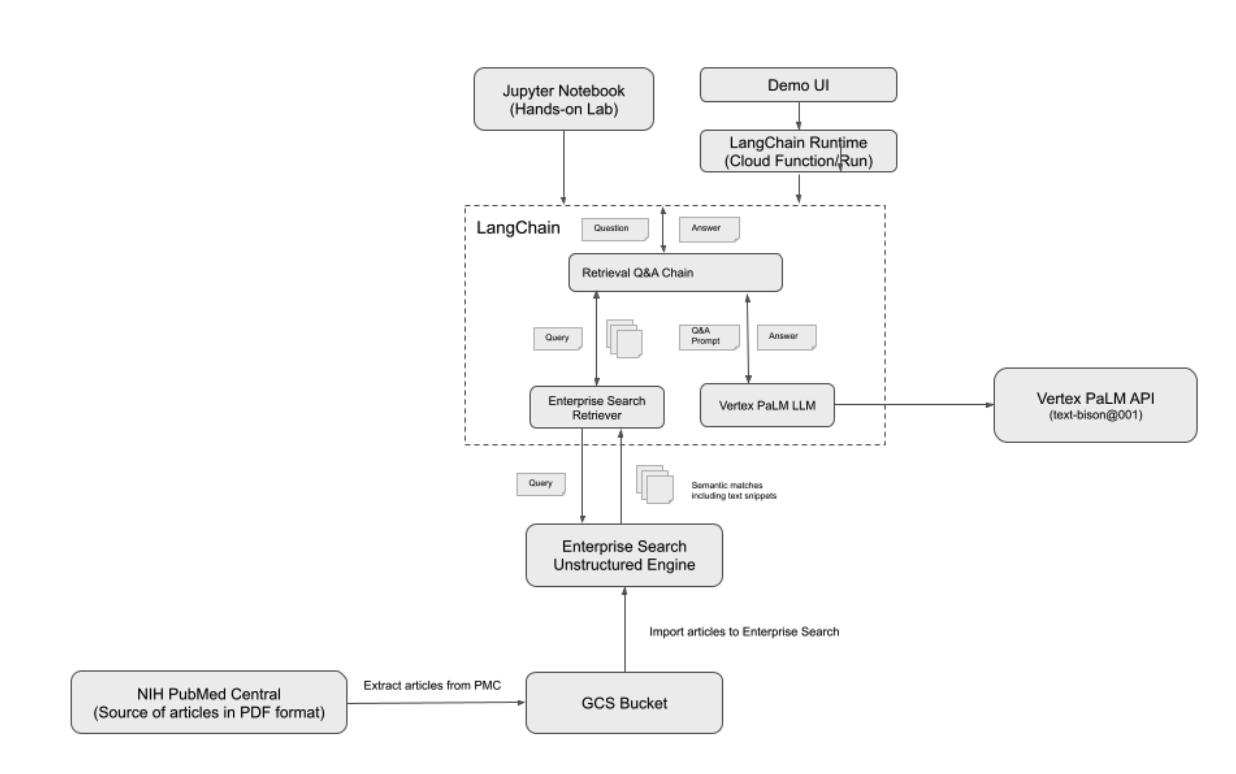 Jupyter Notebook
(Hands-on Lab)
Demo UI
LangChain Runtime
(Cloud Function/Run)
LangChain
Question
Answer
Retrieval Q&A Chain
Query
Q&A
Prompt
Answer
Enterprise Search
Retriever
Vertex PaLM LLM
Vertex PaLM API
(text-bison@001)
Query
Semantic matches
including text snippets
Enterprise Search
Unstructured Engine
Import articles to Enterprise Search
NIH PubMed Central
(Source of articles in PDF format)
Extract articles from PMC
GCS Bucket